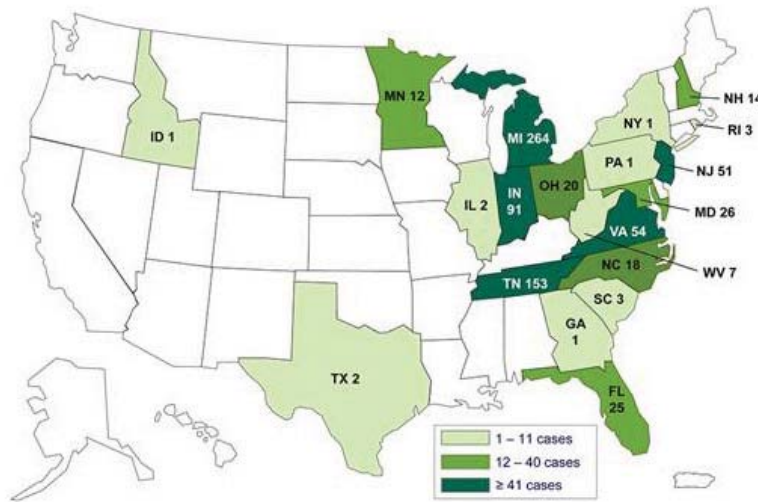 MN 12
NH 14
ID 1
NY 1
RI 3
MI 264
PA 1
NJ 51
IL 2
IN
91
OH 20
MD 26
VA 54
WV 7
NC 18
TN 153
SC 3
GA
1
TX 2
FL
25
1 – 11 cases
12 – 40 cases
≥ 41 cases